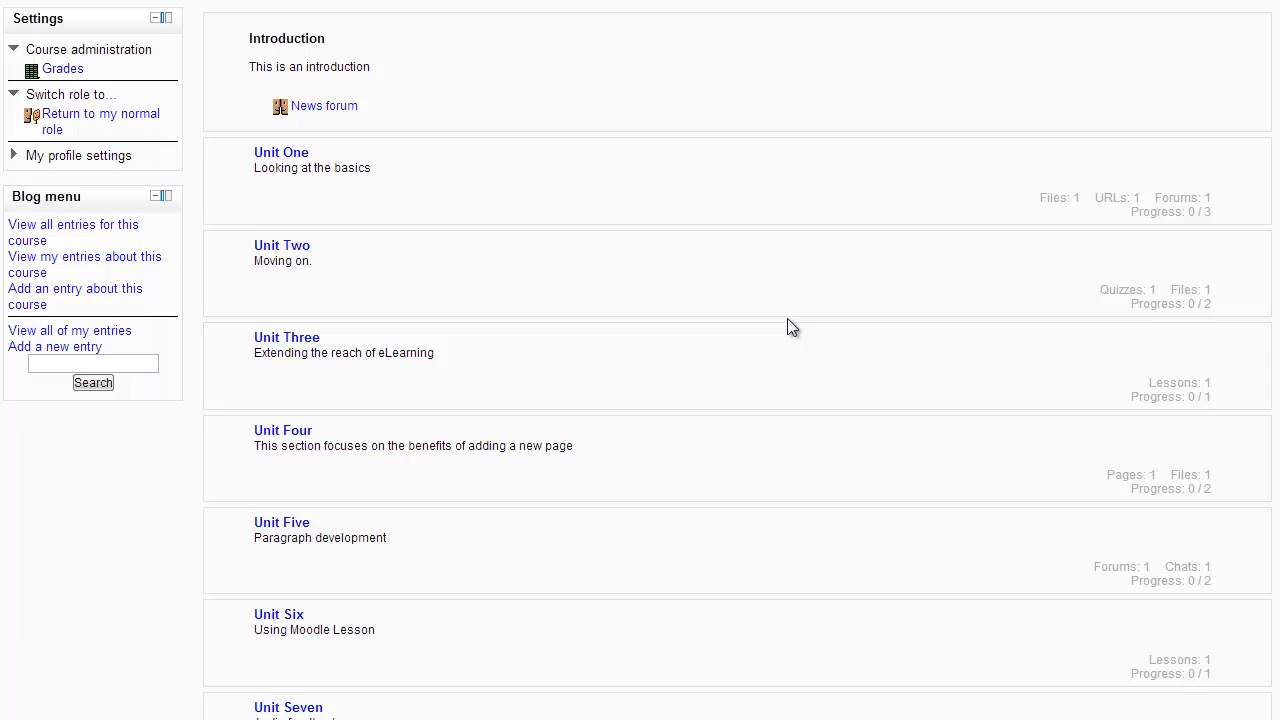 Settings
Course administration
Grades
Switch role to...
Return to my normal
role
My profile settings
Blog menu
View all entries for this
course
View my entries about this
course
Add an entry about this
course
View all of my entries
Add a new entry
Search
Introduction
This is an introduction
News forum
Unit One
Looking at the basics
Files: 1 URLs: 1 Forums: 1
Progress: 0 / 3
Unit Two
Moving on.
Quizzes: 1 Files: 1
Progress: 0 / 2
Unit Three
Extending the reach of eLearning
Lessons: 1
Progress: 0 / 1
Unit Four
This section focuses on the benefits of adding a new page
Pages: 1 Files: 1
Progress: 0 / 2
Unit Five
Paragraph development
Forums: 1 Chats: 1
Progress: 0 / 2
Unit Six
Using Moodle Lesson
Lessons: 1
Progress: 0 / 1
Unit Seven